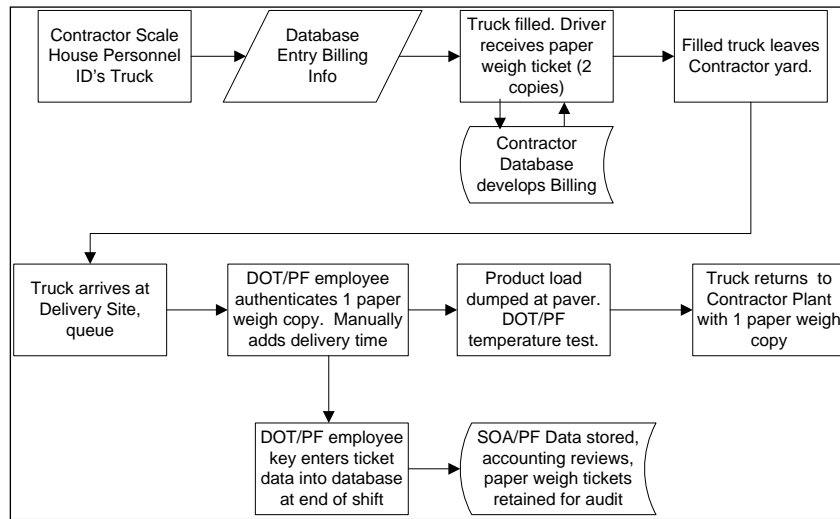 Contractor Scale
House Personnel
ID's Truck
Database
Entry Billing
Info
Truck filled. Driver
receives paper
weigh ticket (2
copies)
Filled truck leaves
Contractor yard.
Contractor
Database
develops Billing
Truck arrives at
Delivery Site,
queue
DOT/PF employee
authenticates 1 paper
weigh copy.  Manually
adds delivery time
Product load
dumped at paver.
DOT/PF
temperature test.
Truck returns  to
Contractor Plant
with 1 paper weigh
copy
DOT/PF employee
key enters ticket
data into database
at end of shift
SOA/PF Data stored,
accounting reviews,
paper weigh tickets
retained for audit